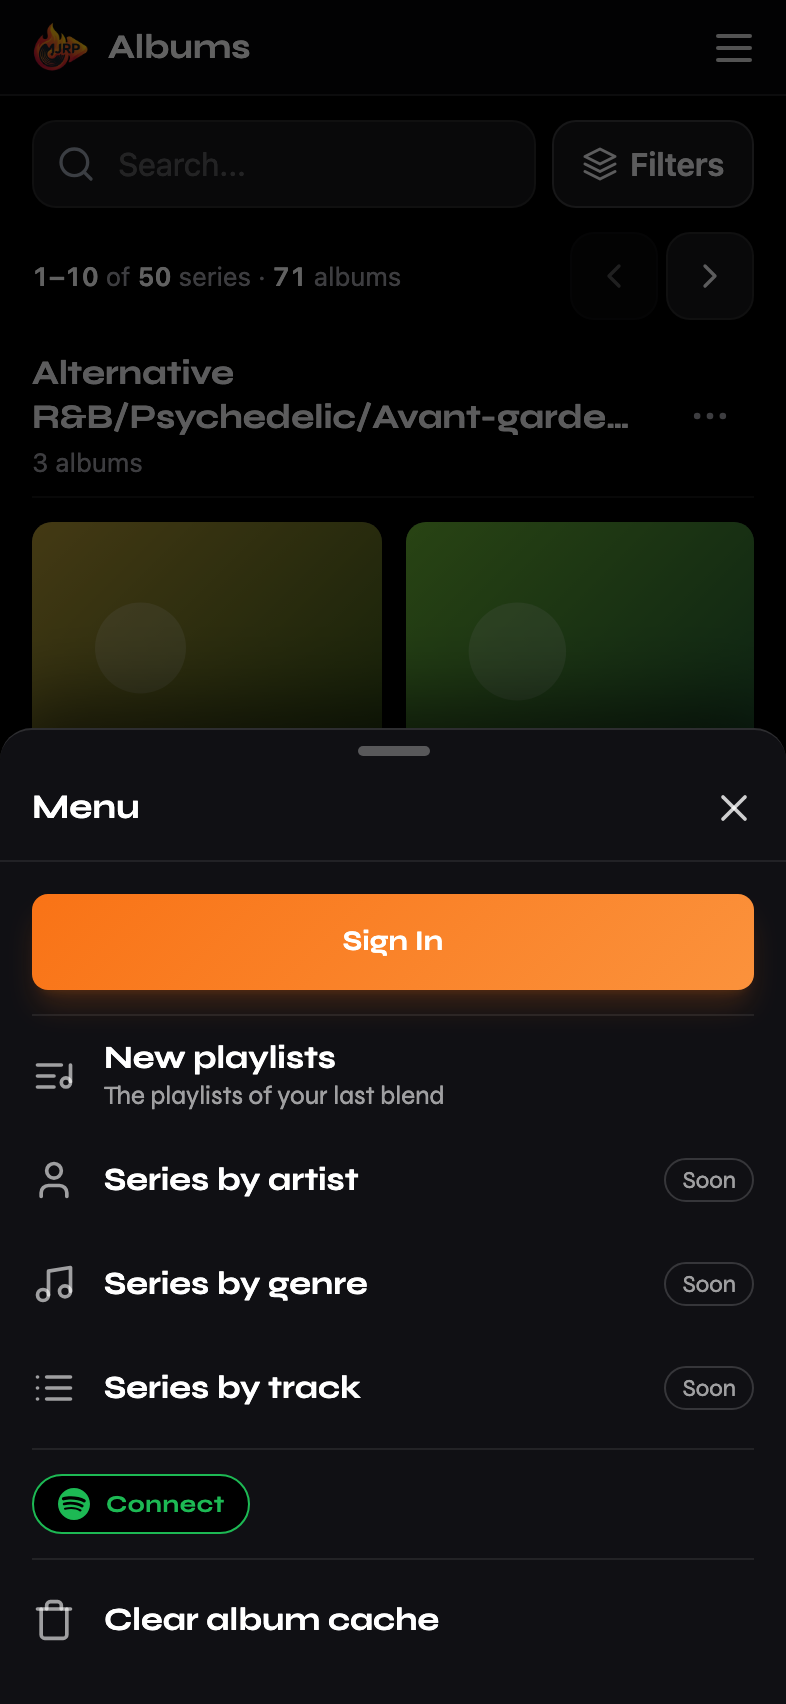 MJRP
Albums
Search...
Filters
1–10 of 50 series · 71 albums
Alternative
R&B/Psychedelic/Avant-garde...
3 albums
Menu
Sign In
New playlists
The playlists of your last blend
Series by artist
Soon
Series by genre
Soon
Series by track
Soon
Connect
Clear album cache